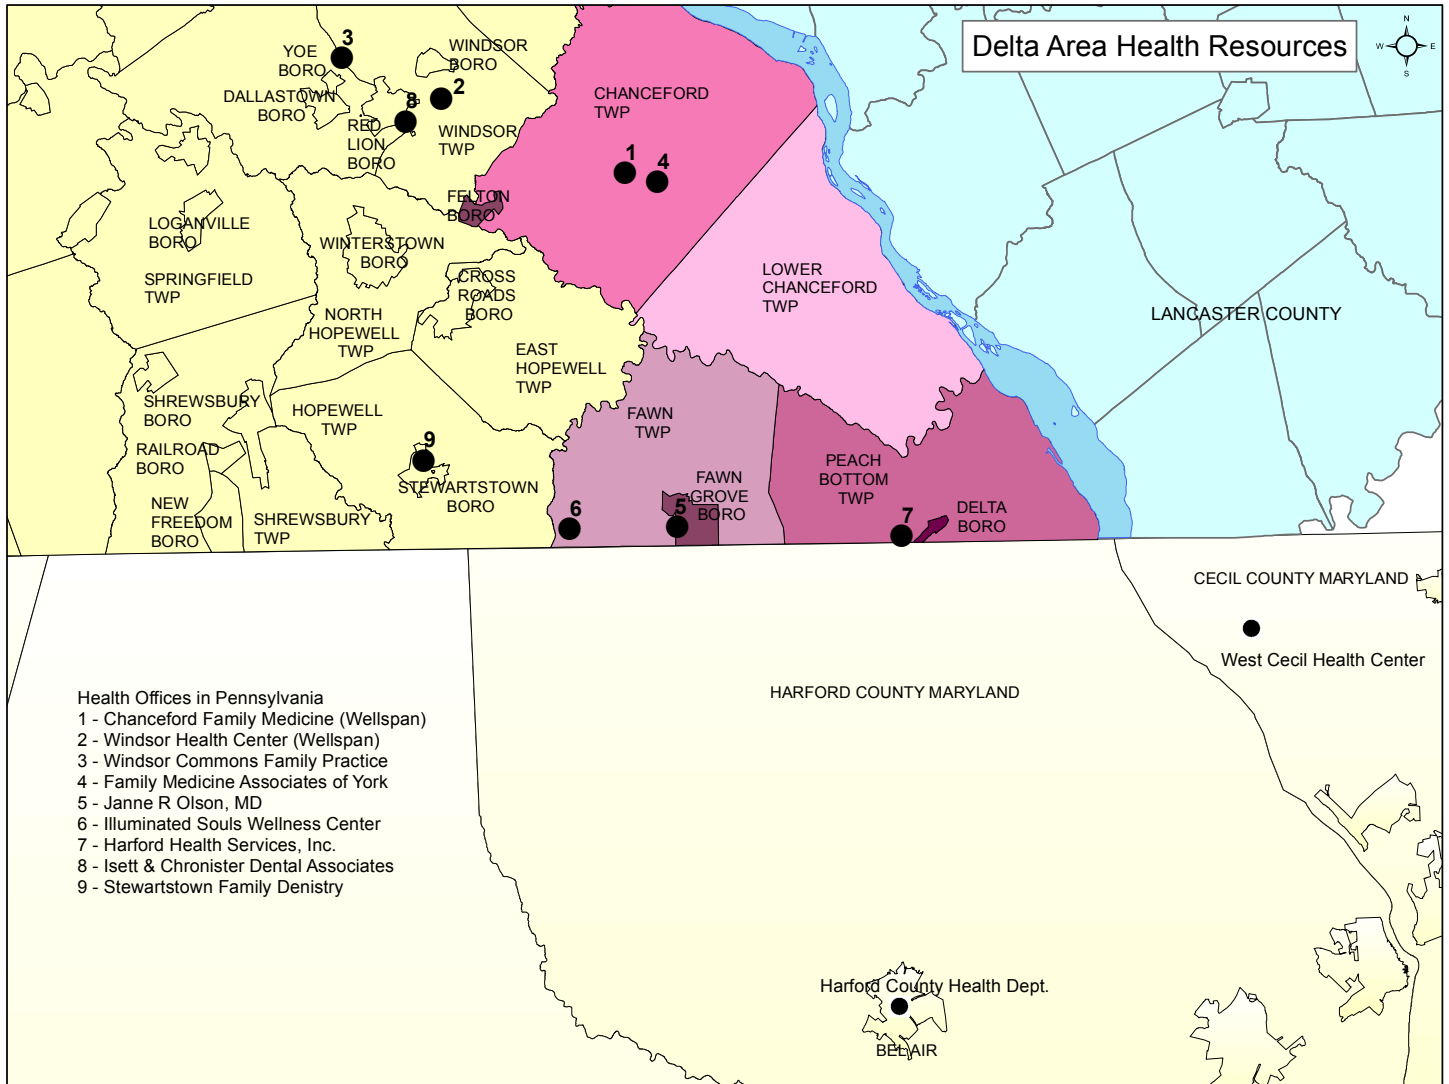 Delta Area Health Resources
N
W
E
S
3
YOE
BORO
WINDSOR
BORO
2
DALLASTOWN
BORO
8
RED
LION
BORO
WINDSOR
TWP
CHANCEFORD
TWP
1
4
FELTON
BORO
LOGANVILLE
BORO
WINTERSTOWN
BORO
SPRINGFIELD
TWP
CROSS
ROADS
BORO
LOWER
CHANCEFORD
TWP
NORTH
HOPEWELL
TWP
LANCASTER COUNTY
EAST
HOPEWELL
TWP
SHREWSBURY
BORO
HOPEWELL
TWP
FAWN
TWP
RAILROAD
BORO
9
STEWARTSTOWN
BORO
PEACH
BOTTOM
TWP
FAWN
GROVE
BORO
NEW
FREEDOM
BORO
SHREWSBURY
TWP
6
5
7
DELTA
BORO
CECIL COUNTY MARYLAND
West Cecil Health Center
HARFORD COUNTY MARYLAND
Health Offices in Pennsylvania
1 - Chanceford Family Medicine (Wellspan)
2 - Windsor Health Center (Wellspan)
3 - Windsor Commons Family Practice
4 - Family Medicine Associates of York
5 - Janne R Olson, MD
6 - Illuminated Souls Wellness Center
7 - Harford Health Services, Inc.
8 - Isett & Chronister Dental Associates
9 - Stewartstown Family Denistry
Harford County Health Dept.
BEL AIR